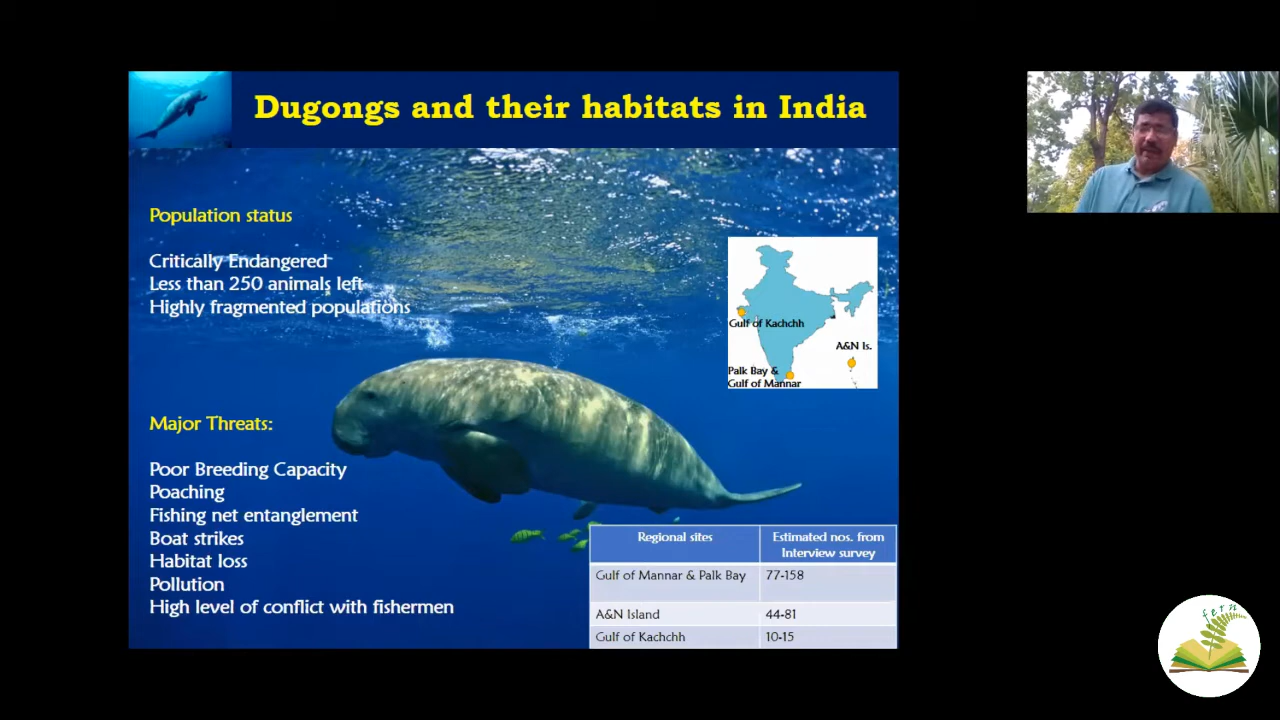 Dugongs and their habitats in India
Population status
Critically Endangered
Less than 250 animals left
Highly fragmented populations
Gulf of Kachchh
A&N Is.
Palk Bay &
Gulf of Mannar
Major Threats:
Poor Breeding Capacity
Poaching
Fishing net entanglement
Boat strikes
Habitat loss
Pollution
High level of conflict with fishermen
Regional sites
Estimated nos. from
Interview survey
Gulf of Mannar & Palk Bay
77-158
A&N Island
44-81
Gulf of Kachchh
10-15
fern